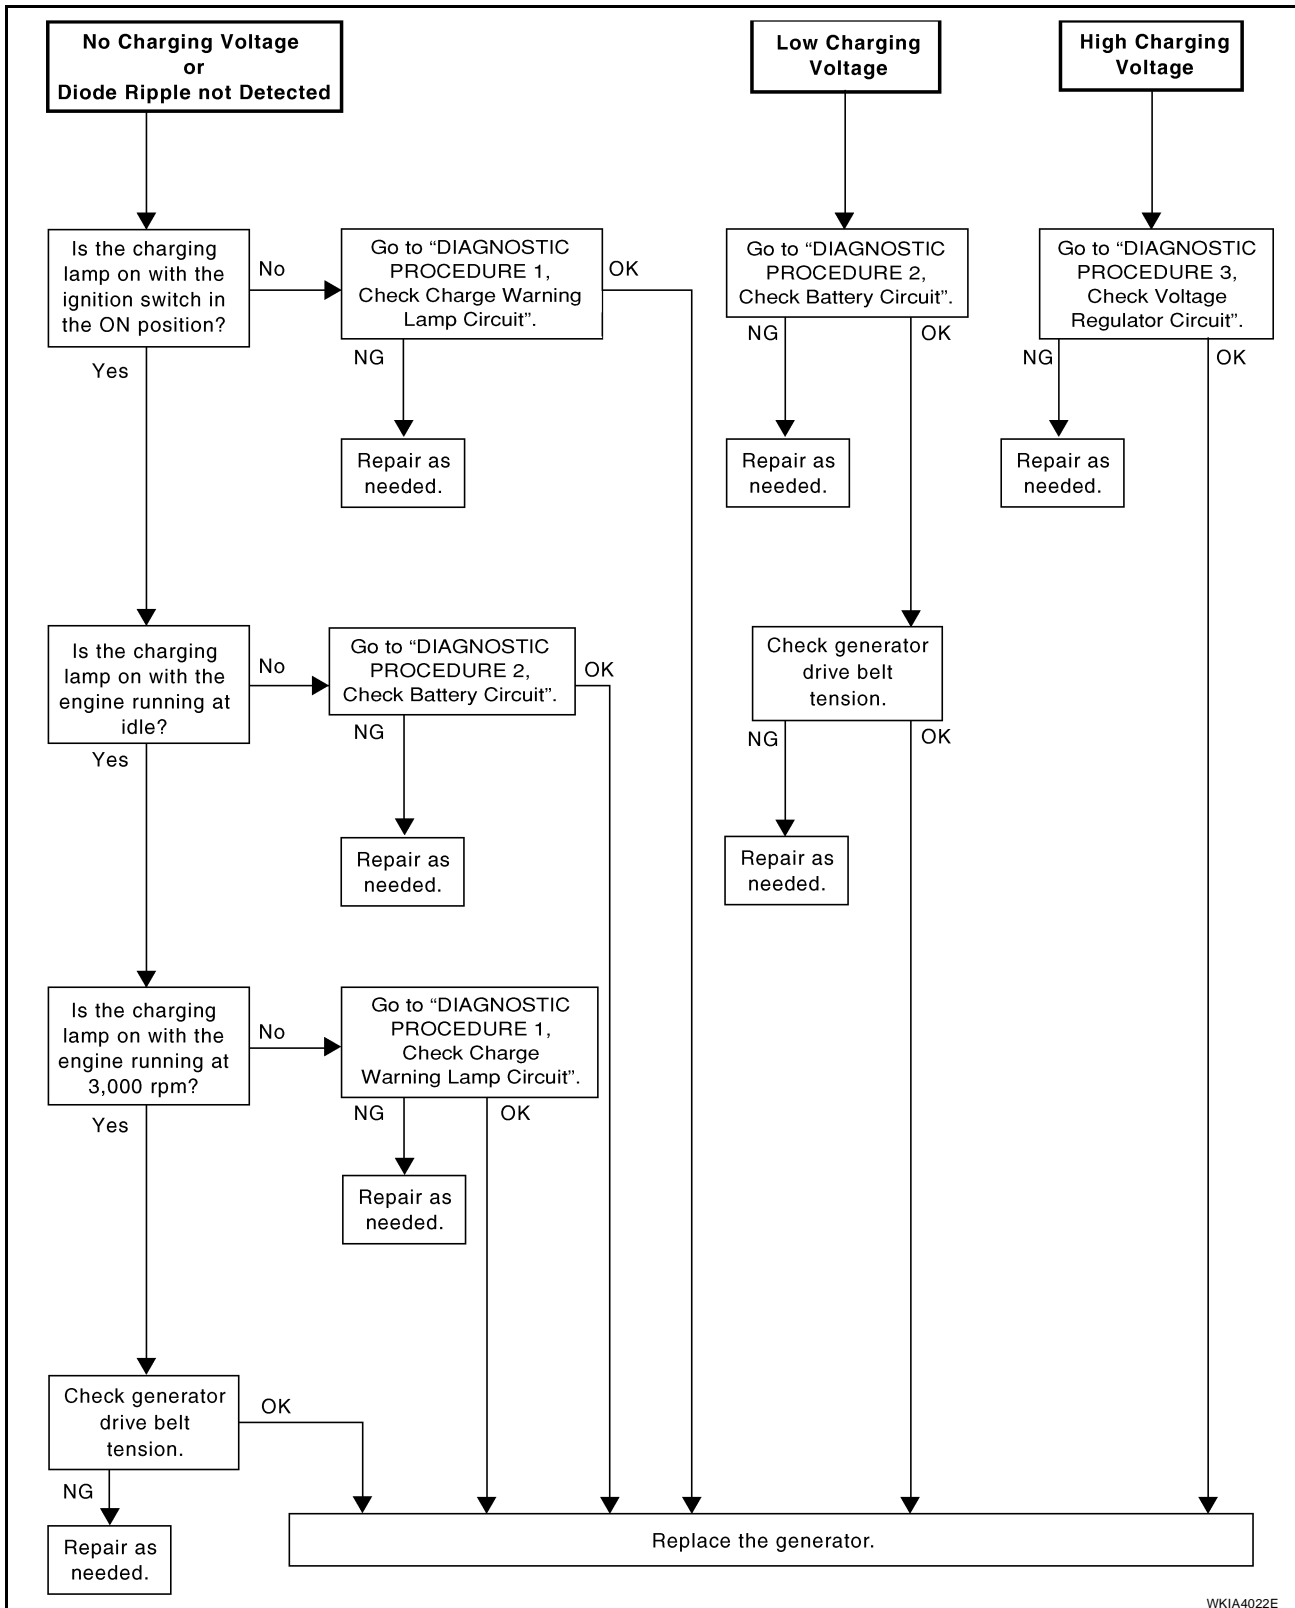 No Charging Voltage
or
Diode Ripple not Detected
Low Charging
Voltage
High Charging
Voltage
Is the charging
lamp on with the
ignition switch in
the ON position?
No
Go to “DIAGNOSTIC
PROCEDURE 1,
Check Charge Warning
Lamp Circuit”.
OK
Go to “DIAGNOSTIC
PROCEDURE 2,
Check Battery Circuit”.
Go to “DIAGNOSTIC
PROCEDURE 3,
Check Voltage
Regulator Circuit”.
Yes
NG
NG
OK
NG
OK
Repair as
needed.
Repair as
needed.
Repair as
needed.
Is the charging
lamp on with the
engine running at
idle?
No
Go to “DIAGNOSTIC
PROCEDURE 2,
Check Battery Circuit”.
OK
Check generator
drive belt
tension.
Yes
NG
NG
OK
Repair as
needed.
Repair as
needed.
Is the charging
lamp on with the
engine running at
3,000 rpm?
No
Go to “DIAGNOSTIC
PROCEDURE 1,
Check Charge
Warning Lamp Circuit”.
Yes
NG
OK
Repair as
needed.
Check generator
drive belt
tension.
OK
NG
Repair as
needed.
Replace the generator.
WKIA4022E